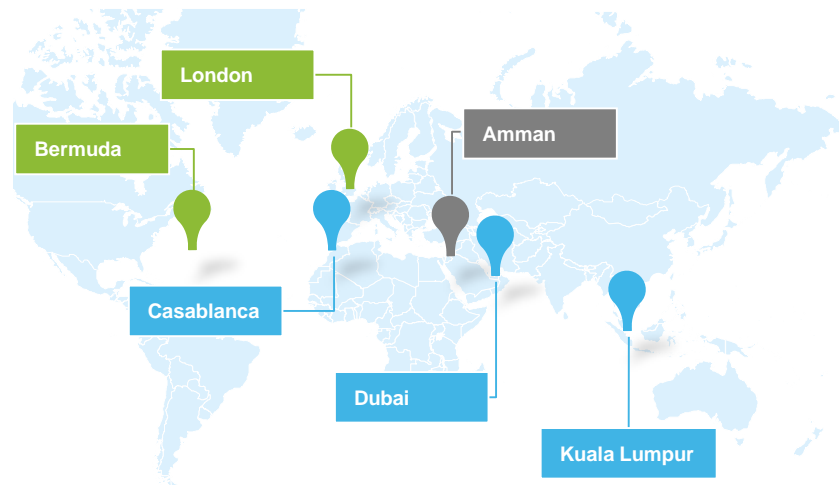 London
Amman
Bermuda
Casablanca
Dubai
Kuala Lumpur